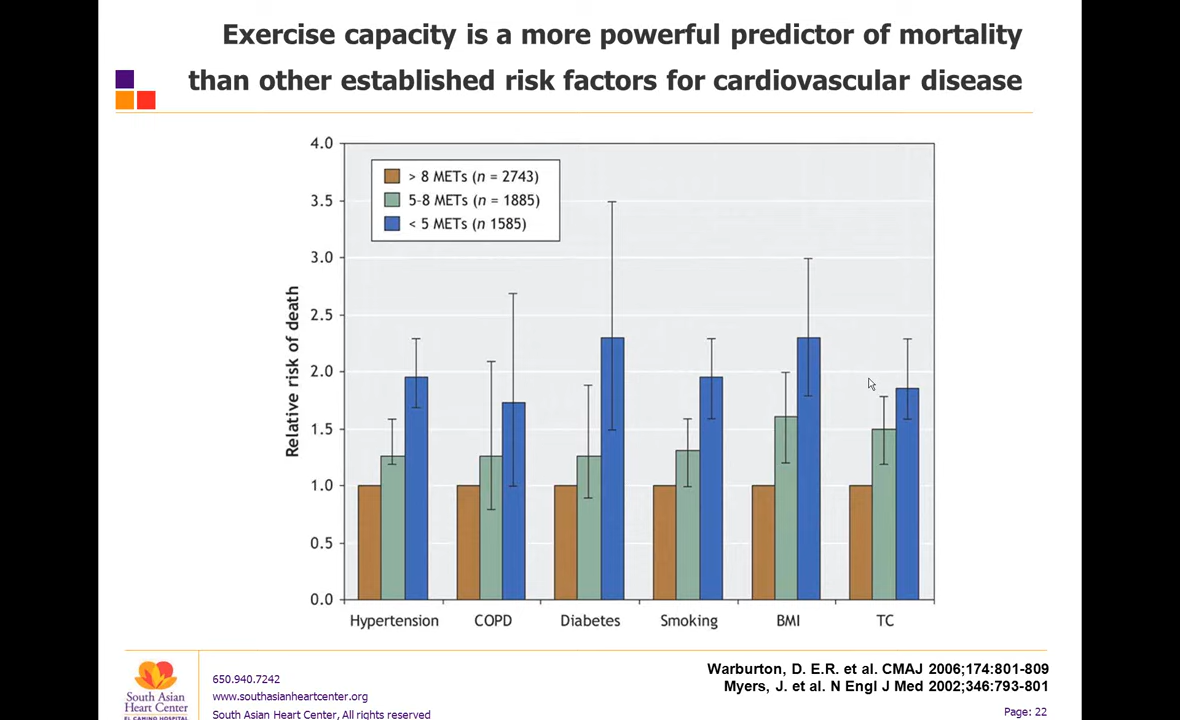 Exercise capacity is a more powerful predictor of mortality
than other established risk factors for cardiovascular disease
4.0
3.5
3.0
2.5
2.0
1.5
1.0
0.5
0.0
Relative risk of death
> 8 METs (n = 2743)
5-8 METs (n = 1885)
< 5 METs (n 1585)
Hypertension COPD Diabetes Smoking BMI TC
Warburton, D. E.R. et al. CMAJ 2006;174:801-809
Myers, J. et al. N Engl J Med 2002;346:793-801
South Asian
Heart Center
EL CAMINO HOSPITAL
650.940.7242
www.southasianheartcenter.org
South Asian Heart Center, All rights reserved
Page: 22